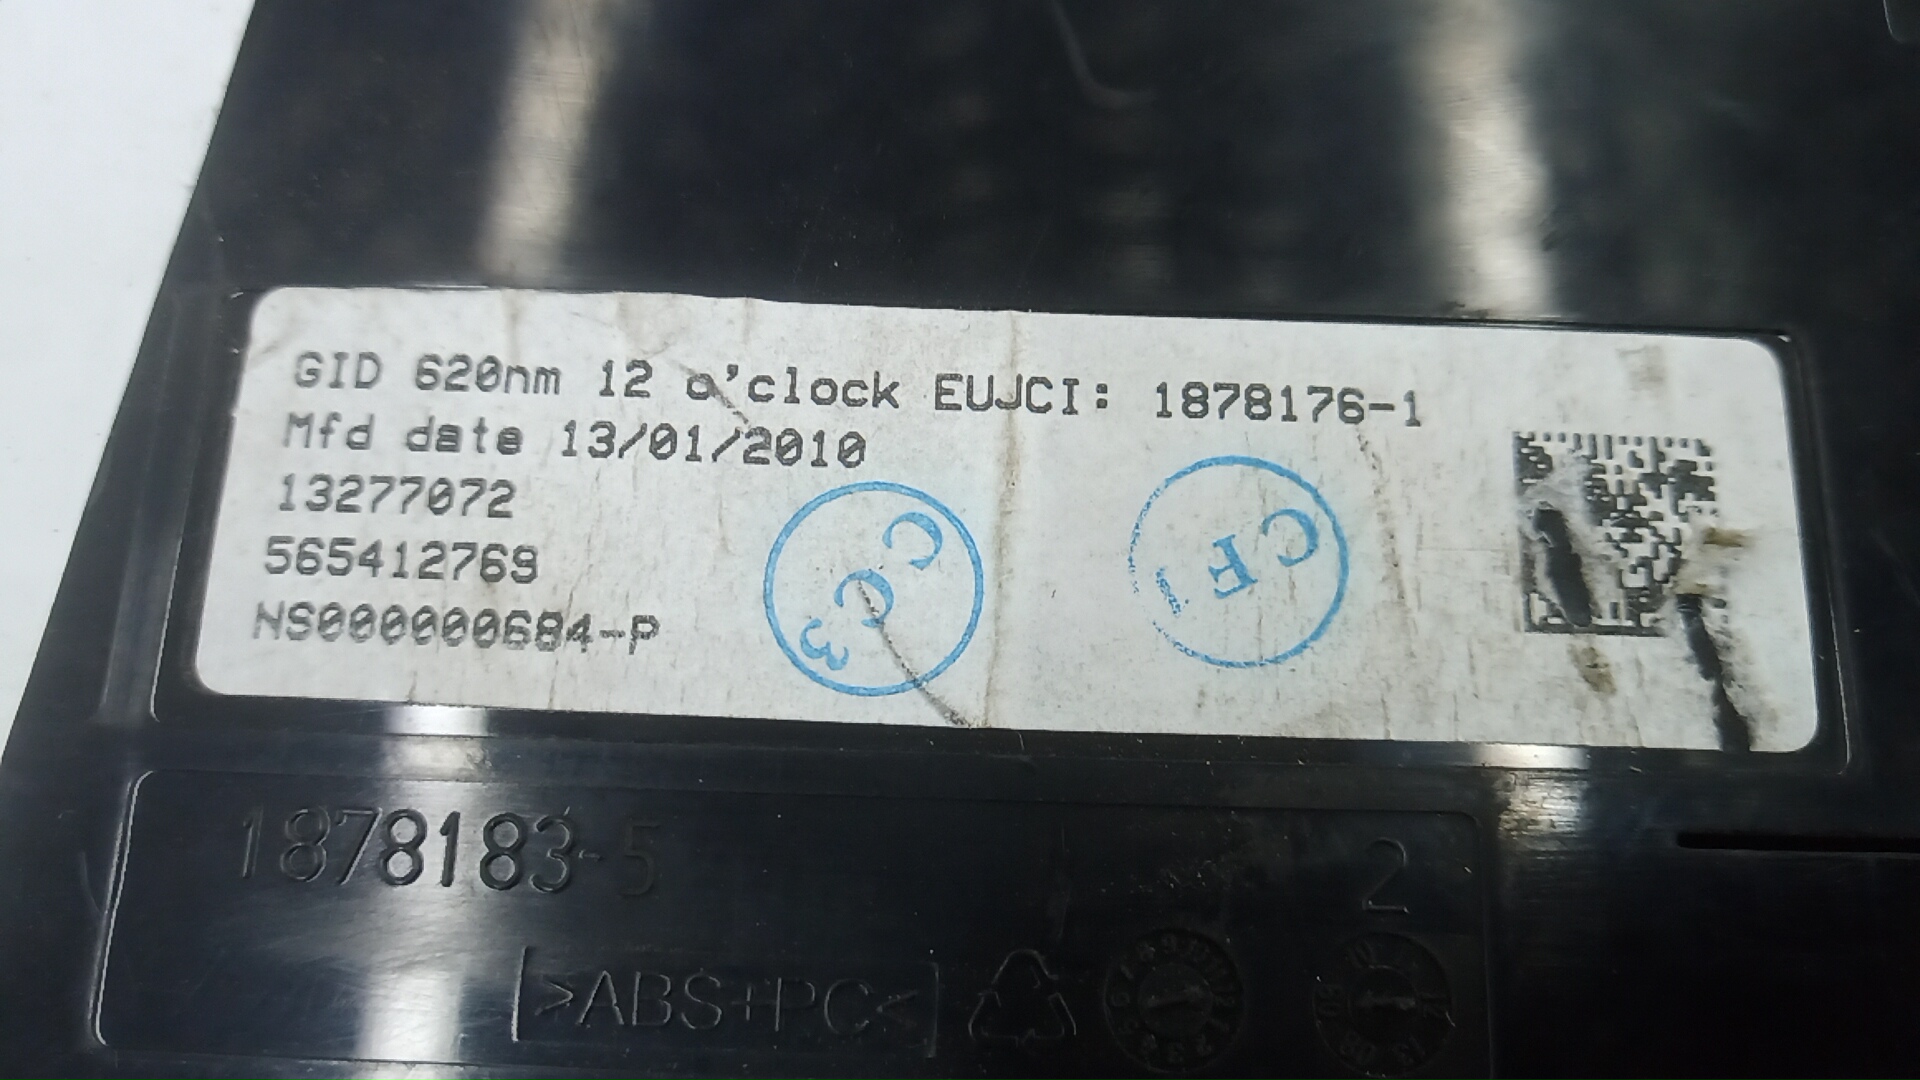 GID 620nm 12 o'clock EUJCI: 1878176-1
Mfd date 13/01/2010
13277072
565412769
NS000000684-P
CC3
CF
1878183-5
2
>ABS+PC<